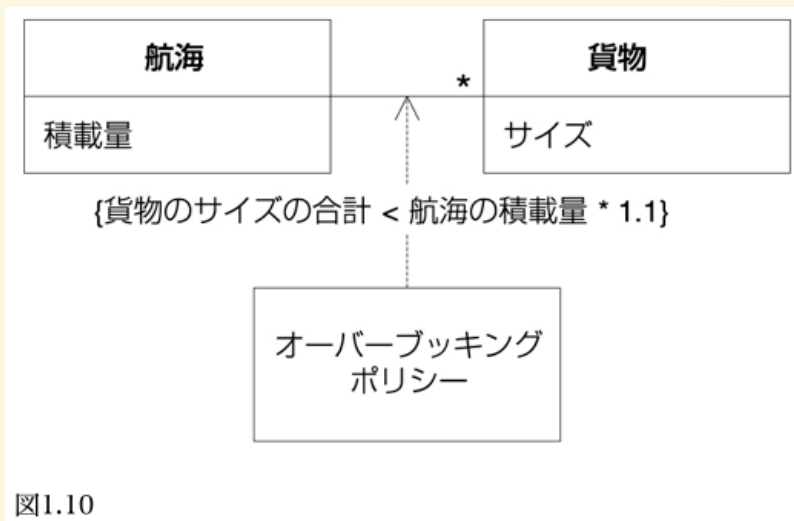 航海
貨物
*
積載量
サイズ
{貨物のサイズの合計 < 航海の積載量 * 1.1}
オーバーブッキング
ポリシー
図1.10